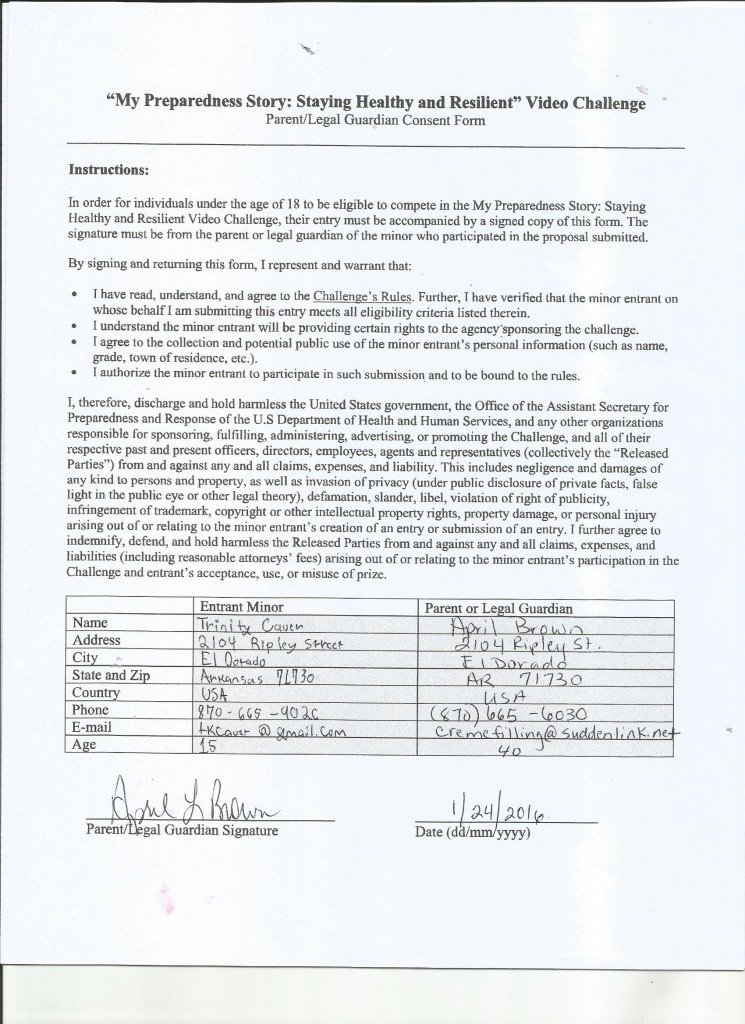 “My Preparedness Story: Staying Healthy and Resilient” Video Challenge
Parent/Legal Guardian Consent Form
Instructions:
In order for individuals under the age of 18 to be eligible to compete in the My Preparedness Story: Staying
Healthy and Resilient Video Challenge, their entry must be accompanied by a signed copy of this form. The
signature must be from the parent or legal guardian of the minor who participated in the proposal submitted.
By signing and returning this form, I represent and warrant that:
• I have read, understand, and agree to the Challenge’s Rules. Further, I have verified that the minor entrant on
whose behalf I am submitting this entry meets all eligibility criteria listed therein.
• I understand the minor entrant will be providing certain rights to the agency sponsoring the challenge.
• I agree to the collection and potential public use of the minor entrant’s personal information (such as name,
grade, town of residence, etc.).
• I authorize the minor entrant to participate in such submission and to be bound to the rules.
I, therefore, discharge and hold harmless the United States government, the Office of the Assistant Secretary for
Preparedness and Response of the U.S Department of Health and Human Services, and any other organizations
responsible for sponsoring, fulfilling, administering, advertising, or promoting the Challenge, and all of their
respective past and present officers, directors, employees, agents and representatives (collectively the “Released
Parties”) from and against any and all claims, expenses, and liability. This includes negligence and damages of
any kind to persons and property, as well as invasion of privacy (under public disclosure of private facts, false
light in the public eye or other legal theory), defamation, slander, libel, violation of right of publicity,
infringement of trademark, copyright or other intellectual property rights, property damage, or personal injury
arising out of or relating to the minor entrant’s creation of an entry or submission of an entry. I further agree to
indemnify, defend, and hold harmless the Released Parties from and against any and all claims, expenses, and
liabilities (including reasonable attorneys’ fees) arising out of or relating to the minor entrant’s participation in the
Challenge and entrant’s acceptance, use, or misuse of prize.
Entrant Minor Parent or Legal Guardian
Name Trinity April Brown
Address 2104 Ripley Street 2104 Ripley St.
City El Dorado El Dorado
State and Zip Arkansas 71730 AR 71730
Country USA USA
Phone 870-665- (870) 665-6030
E-mail cremefilling@suddenlink.net
Age 15 40
April L Brown 1/24/2016
Parent/Legal Guardian Signature Date (dd/mm/yyyy)